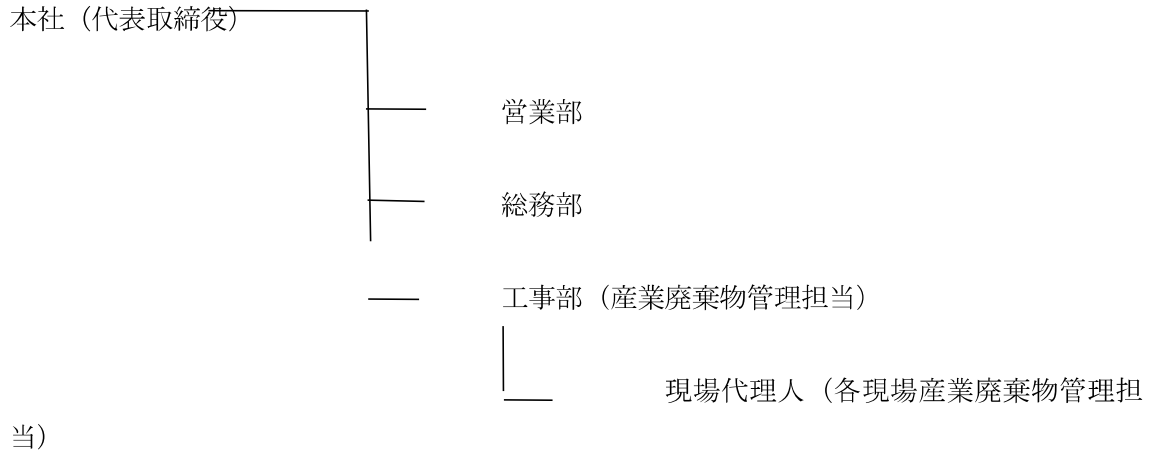 本社（代表取締役）
営業部
総務部
工事部（産業廃棄物管理担当）
現場代理人（各現場産業廃棄物管理担
当）